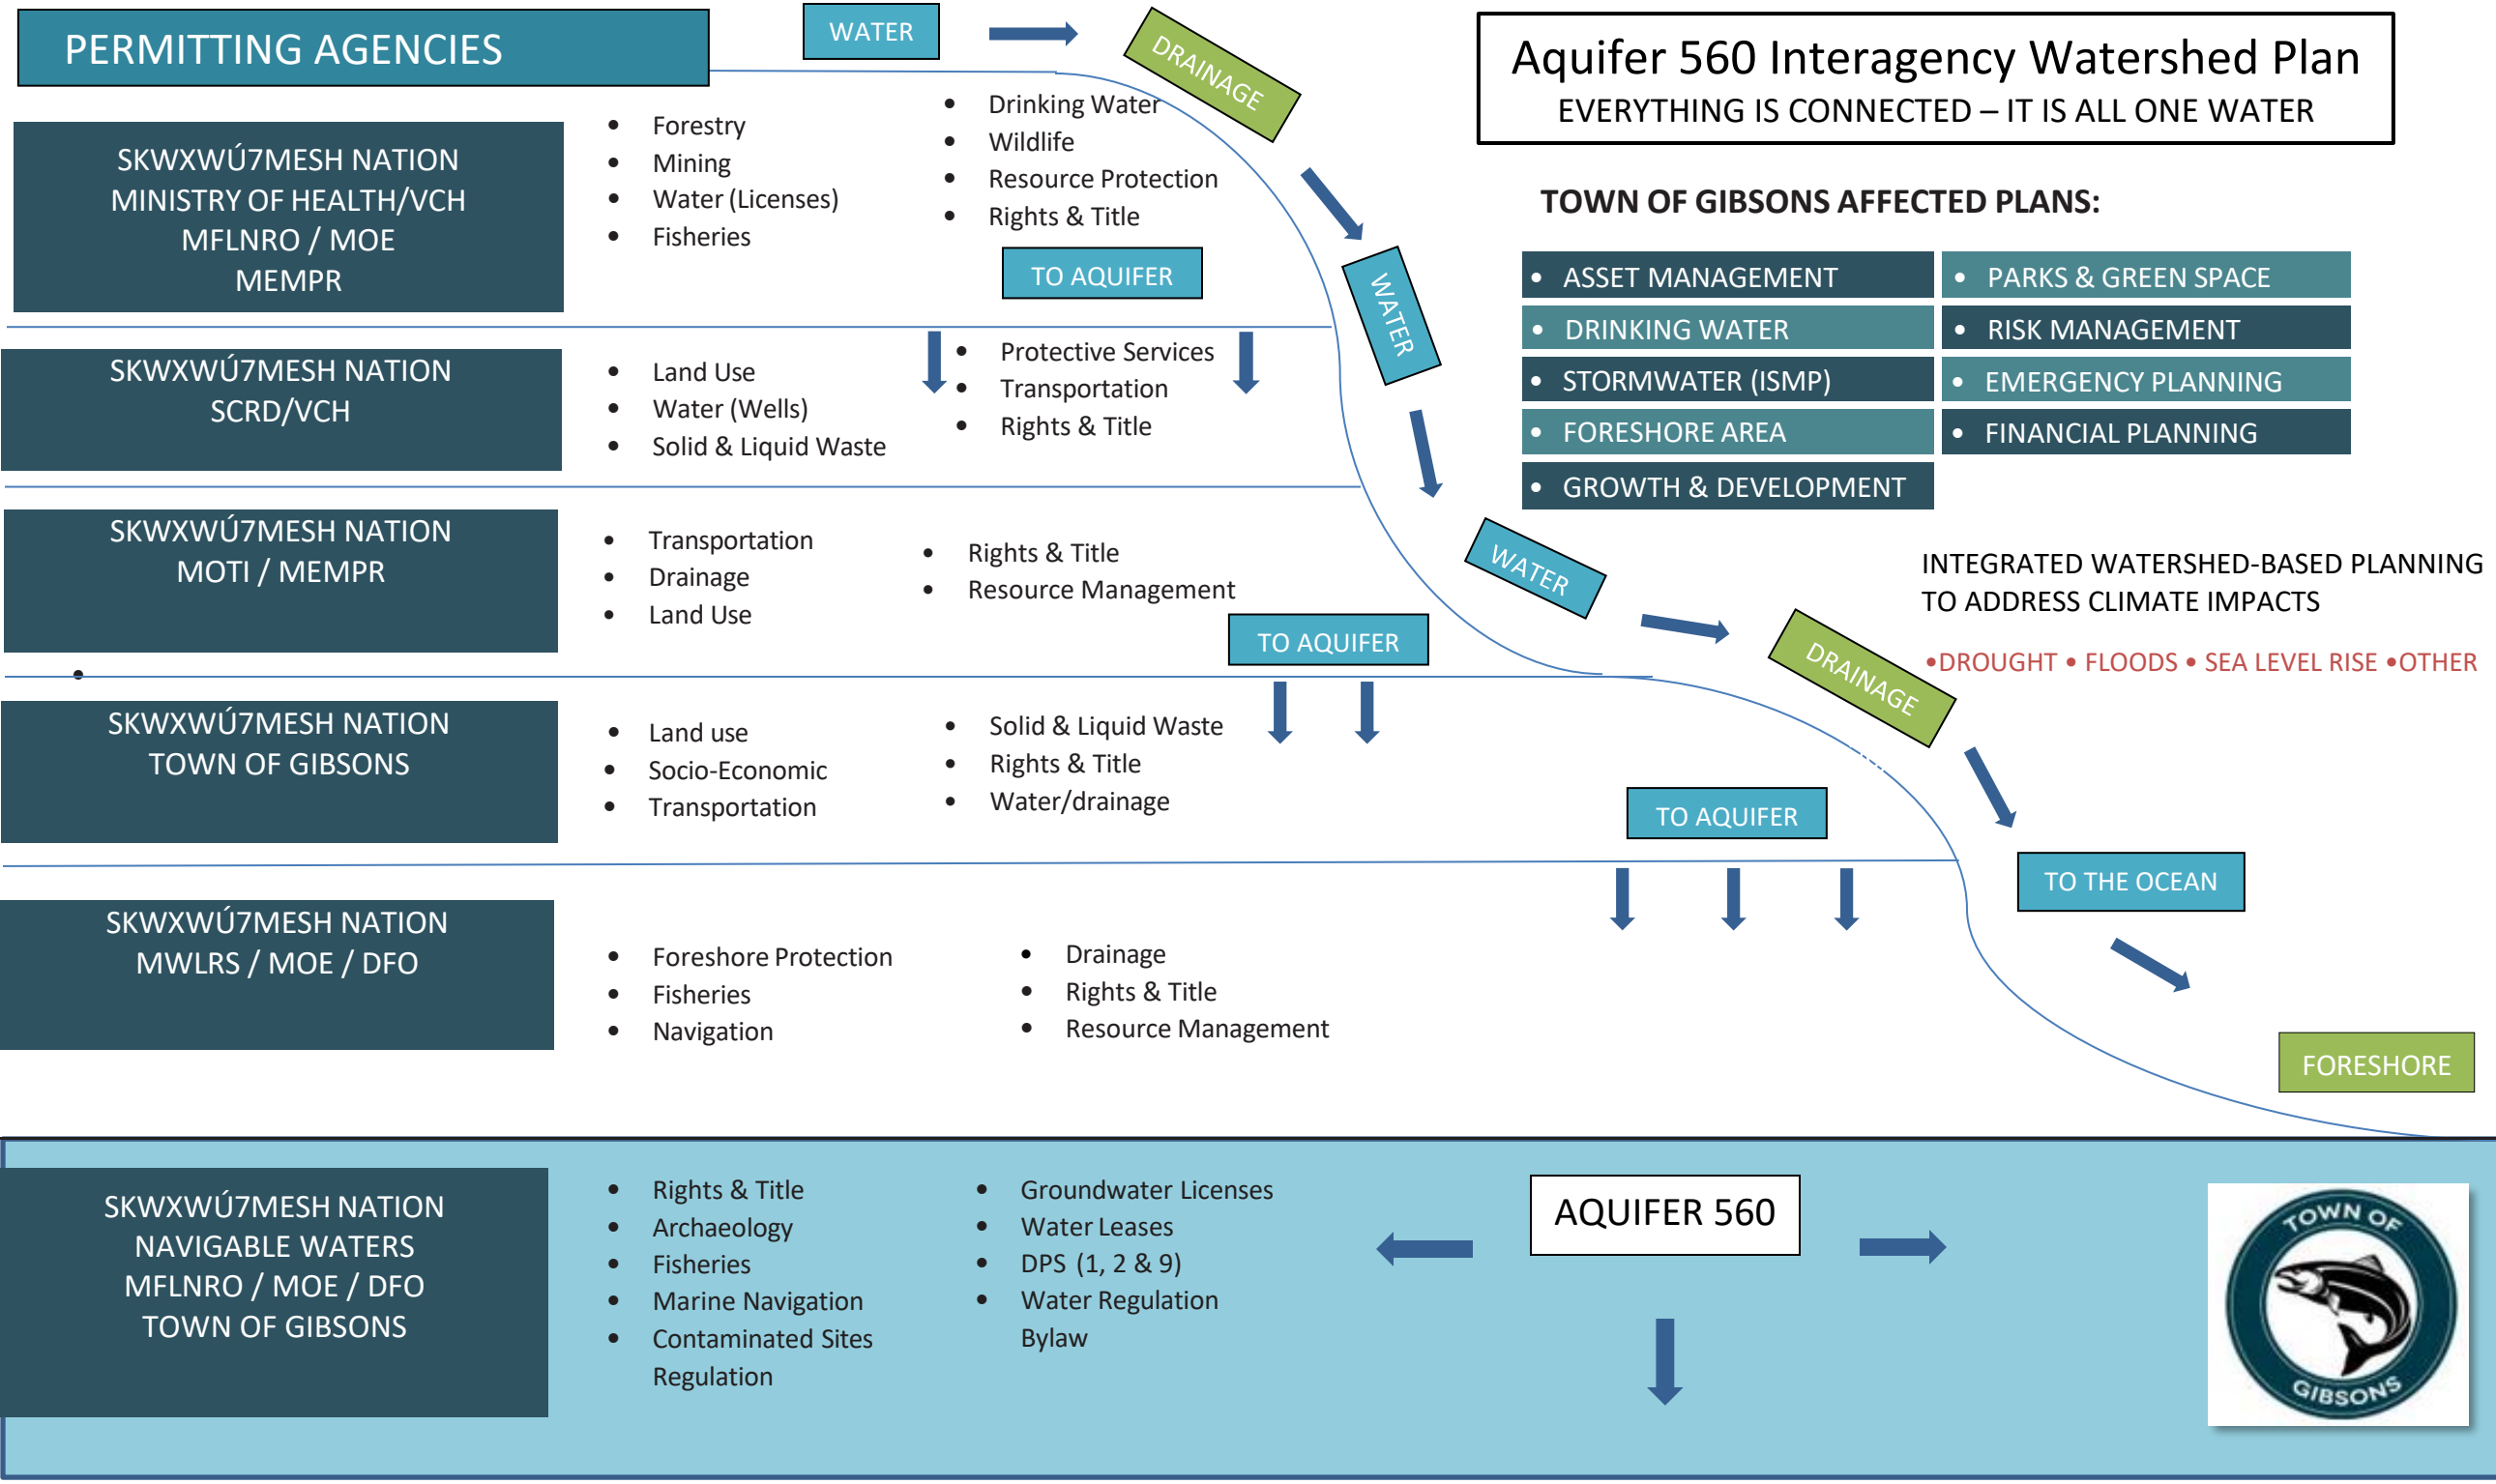 PERMITTING AGENCIES
WATER
DRAINAGE
Aquifer 560 Interagency Watershed Plan
EVERYTHING IS CONNECTED – IT IS ALL ONE WATER
SKWXWÚ7MESH NATION
MINISTRY OF HEALTH/VCH
MFLNRO / MOE
MEMPR
• Forestry
• Mining
• Water (Licenses)
• Fisheries
• Drinking Water
• Wildlife
• Resource Protection
• Rights & Title
TO AQUIFER
WATER
TOWN OF GIBSONS AFFECTED PLANS:
• ASSET MANAGEMENT
• DRINKING WATER
• STORMWATER (ISMP)
• FORESHORE AREA
• GROWTH & DEVELOPMENT
• PARKS & GREEN SPACE
• RISK MANAGEMENT
• EMERGENCY PLANNING
• FINANCIAL PLANNING
SKWXWÚ7MESH NATION
SCRD/VCH
• Land Use
• Water (Wells)
• Solid & Liquid Waste
• Protective Services
• Transportation
• Rights & Title
SKWXWÚ7MESH NATION
MOTI / MEMPR
• Transportation
• Drainage
• Land Use
• Rights & Title
• Resource Management
TO AQUIFER
WATER
DRAINAGE
INTEGRATED WATERSHED-BASED PLANNING
TO ADDRESS CLIMATE IMPACTS
•DROUGHT • FLOODS • SEA LEVEL RISE •OTHER
•
SKWXWÚ7MESH NATION
TOWN OF GIBSONS
• Land use
• Socio-Economic
• Transportation
• Solid & Liquid Waste
• Rights & Title
• Water/drainage
TO AQUIFER
TO THE OCEAN
SKWXWÚ7MESH NATION
MWLRS / MOE / DFO
• Foreshore Protection
• Fisheries
• Navigation
• Drainage
• Rights & Title
• Resource Management
FORESHORE
SKWXWÚ7MESH NATION
NAVIGABLE WATERS
MFLNRO / MOE / DFO
TOWN OF GIBSONS
• Rights & Title
• Archaeology
• Fisheries
• Marine Navigation
• Contaminated Sites
Regulation
• Groundwater Licenses
• Water Leases
• DPS (1, 2 & 9)
• Water Regulation
Bylaw
AQUIFER 560
TOWN OF
GIBSONS